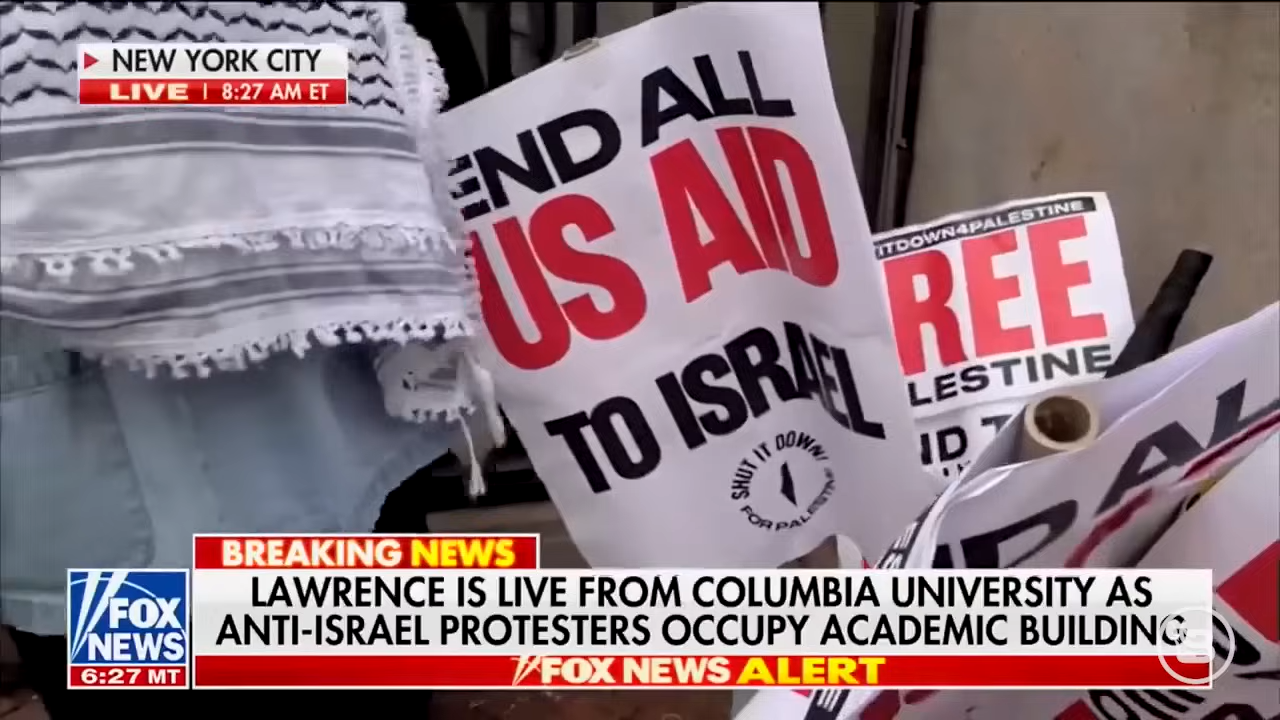 NEW YORK CITY
LIVE | 8:27 AM ET
END ALL
US AID
TO ISRAEL
SHUT IT DOWN!
FOR PALESTINE
ITDOWN4PALESTINE
REE
LESTINE
BREAKING NEWS
LAWRENCE IS LIVE FROM COLUMBIA UNIVERSITY AS
ANTI-ISRAEL PROTESTERS OCCUPY ACADEMIC BUILDING
FOX
NEWS
6:27 MT
FOX NEWS ALERT